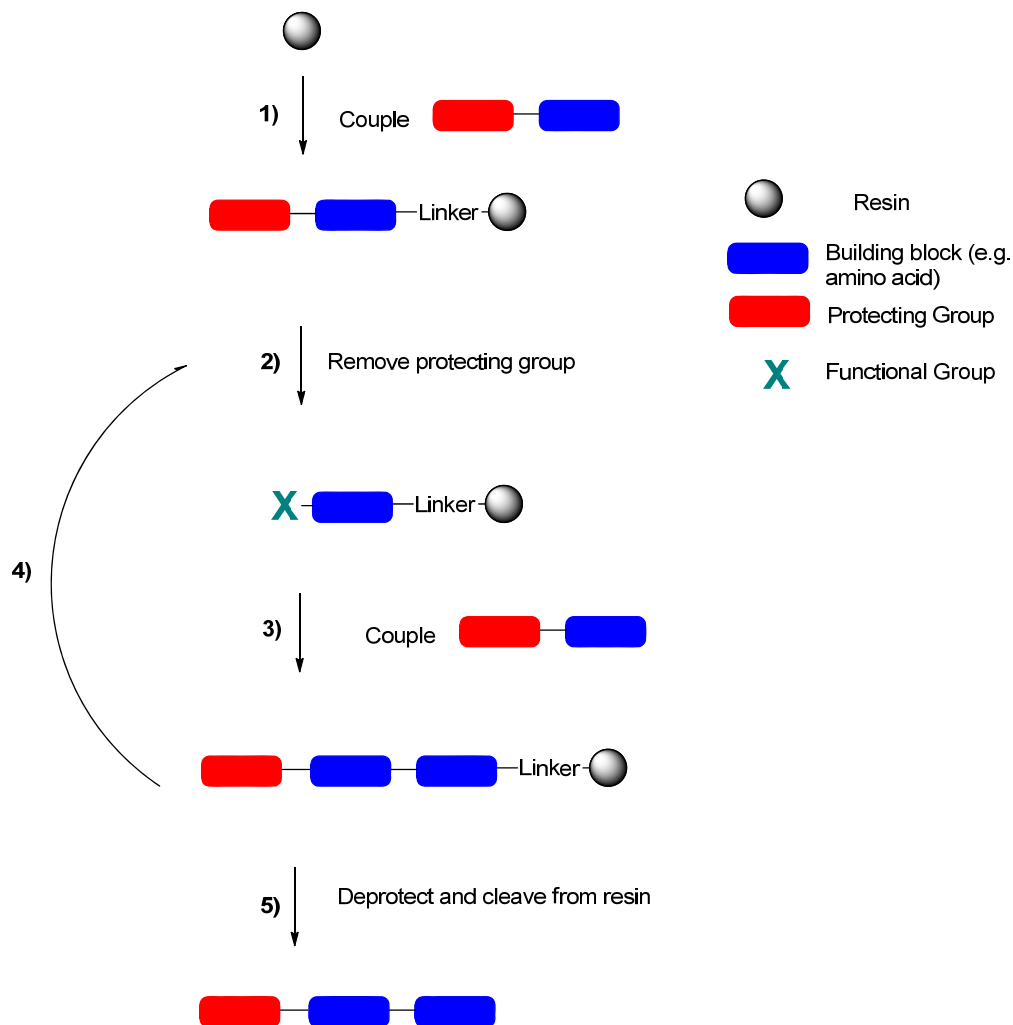 1)
Couple
Linker
Resin
Building block (e.g.
amino acid)
Protecting Group
X
Functional Group
2)
Remove protecting group
X
Linker
4)
3)
Couple
Linker
5)
Deprotect and cleave from resin